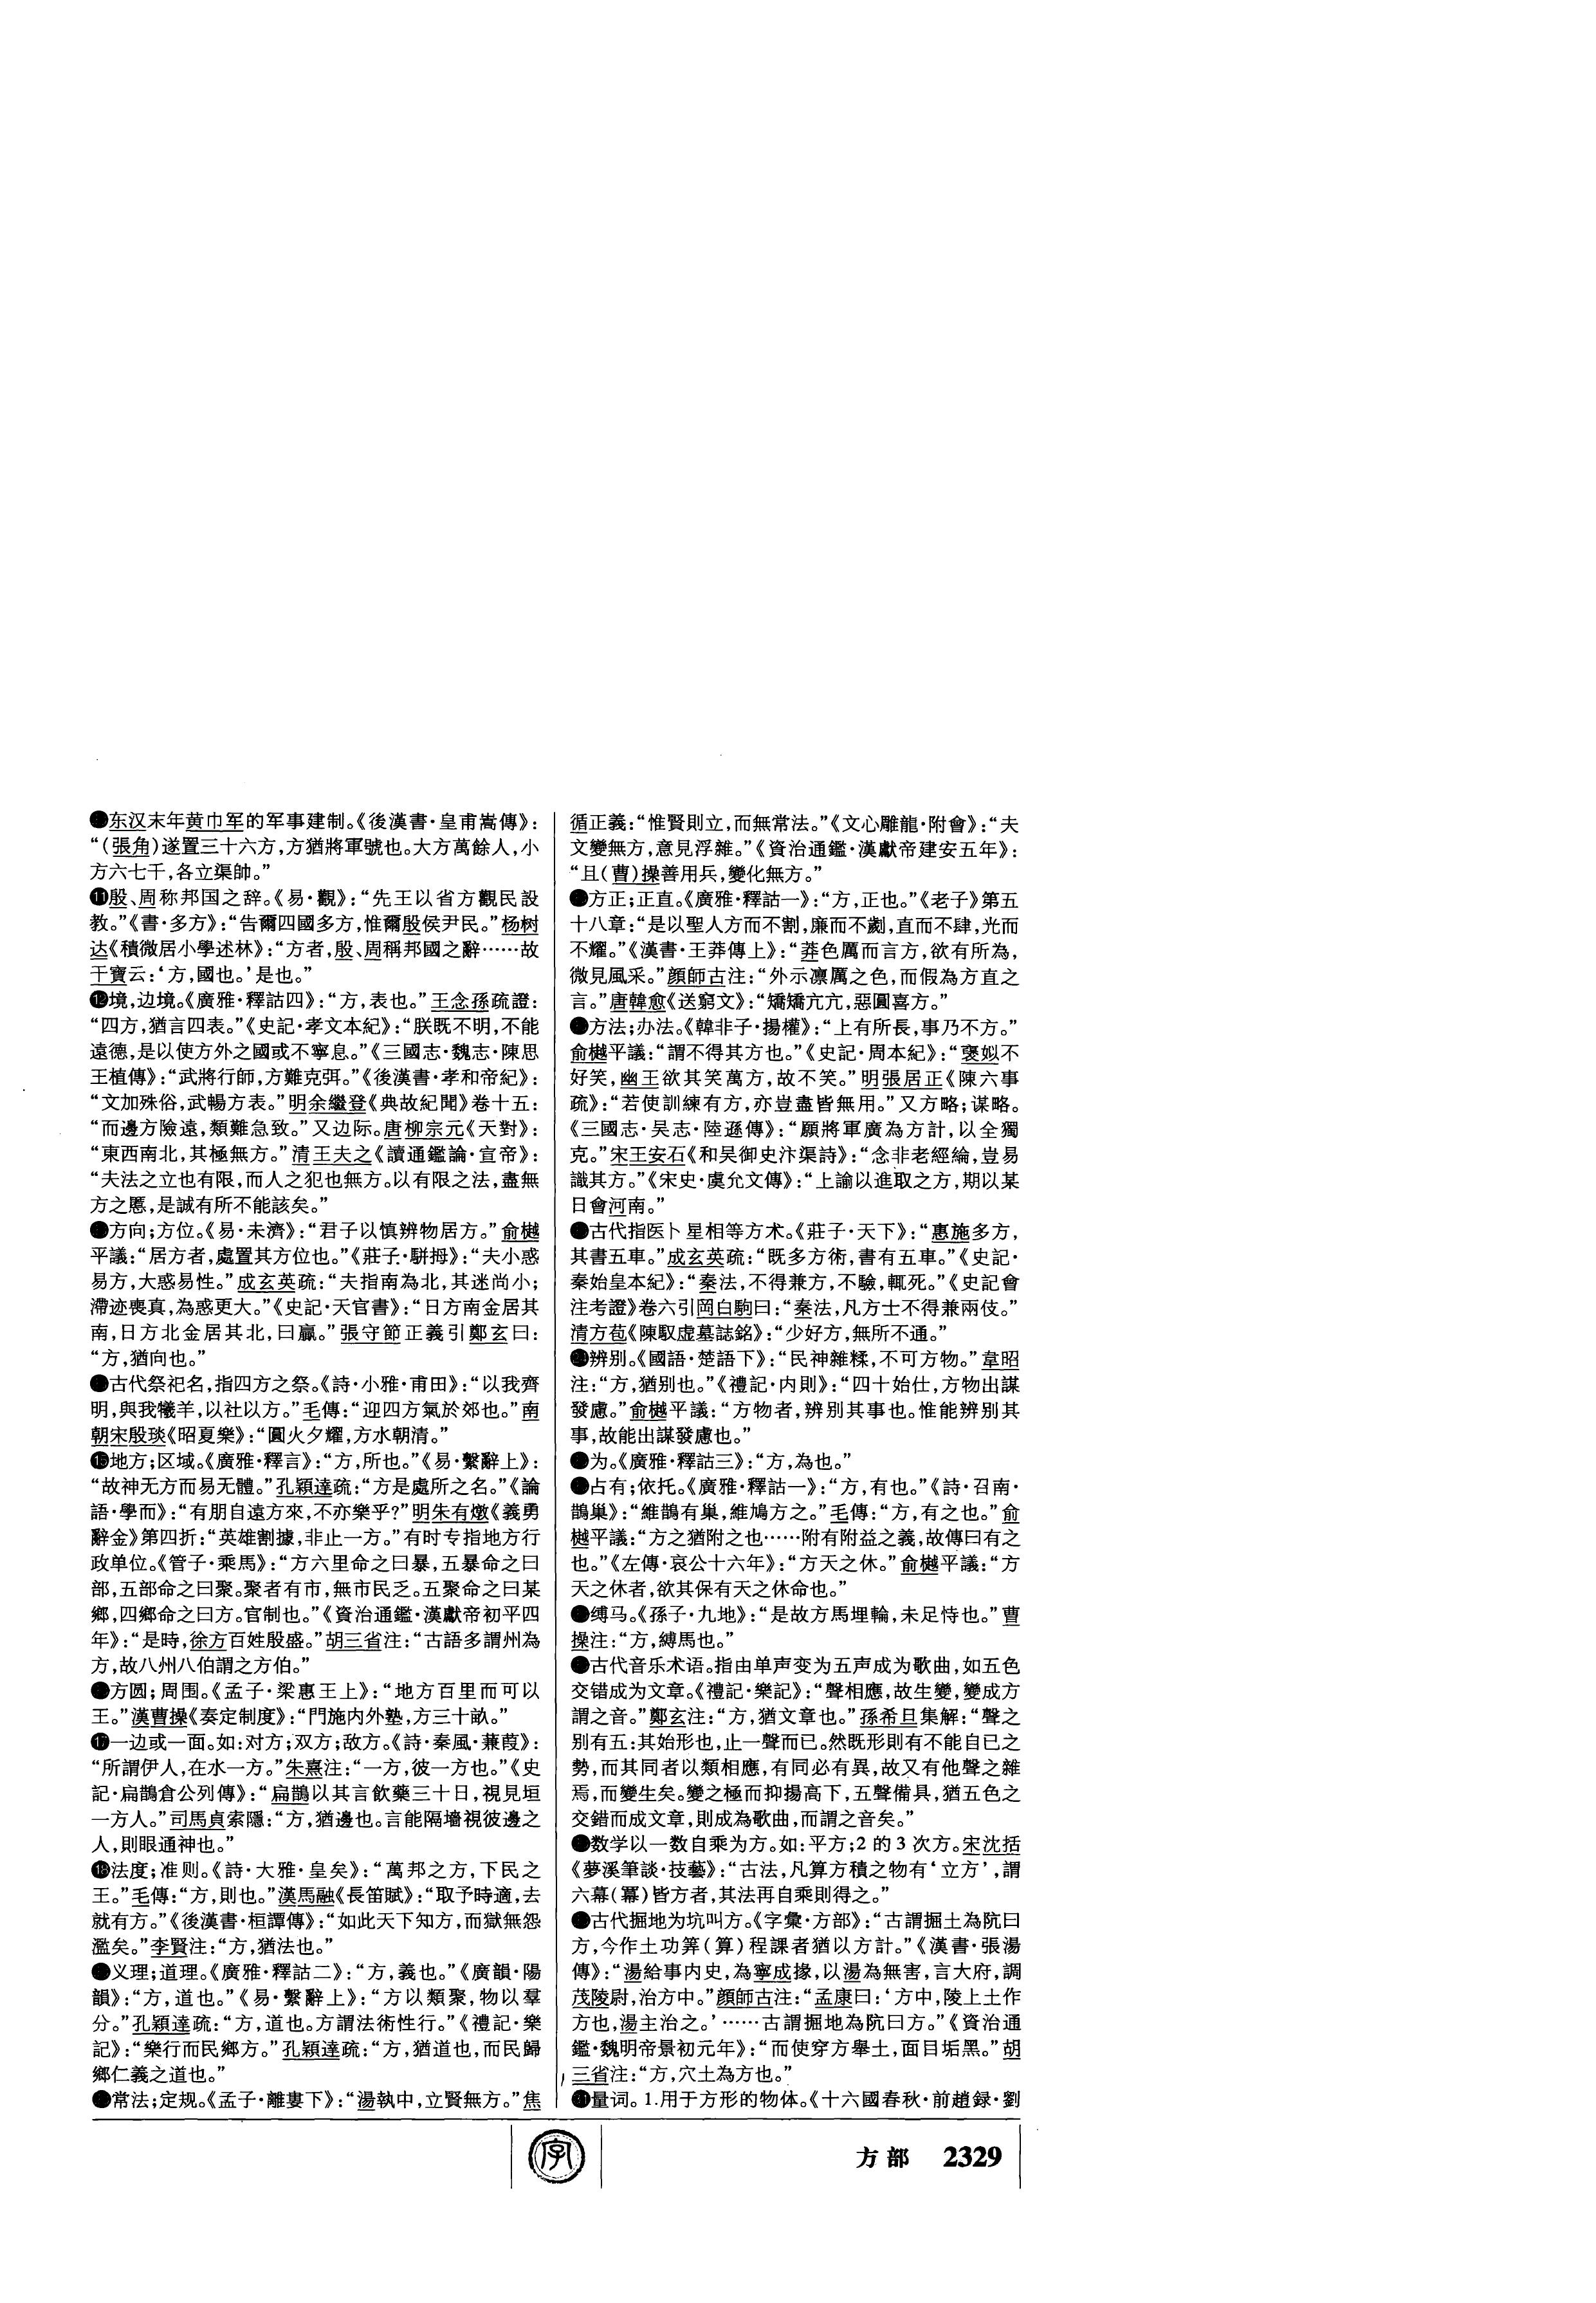 东汉末年黄巾军的军事建制。《後漢書·皇甫嵩傳》：
“（張角）遂置三十六方，方猶將軍號也。大方萬餘人，小
方六七千，各立渠帥。”
⓫殷、周称邦国之辞。《易·觀》：“先王以省方觀民設
教。”《書·多方》：“告爾四國多方，惟爾殷侯尹民。”杨树
达《積微居小學述林》：“方者，殷、周稱邦國之辭……故
干寶云：‘方，國也。’是也。”
⓬境，边境。《廣雅·釋詁四》：“方，表也。”王念孫疏證：
“四方，猶言四表。”《史記·孝文本紀》：“朕既不明，不能
遠德，是以使方外之國或不寧息。”《三國志·魏志·陳思
王植傳》：“武將行師，方難克弭。”《後漢書·孝和帝紀》：
“文加殊俗，武暢方表。”明余繼登《典故紀聞》卷十五：
“而邊方險遠，類難急致。”又边际。唐柳宗元《天對》：
“東西南北，其極無方。”清王夫之《讀通鑑論·宣帝》：
“夫法之立也有限，而人之犯也無方。以有限之法，盡無
方之慝，是誠有所不能該矣。”
方向；方位。《易·未濟》：“君子以慎辨物居方。”俞樾
平議：“居方者，處置其方位也。”《莊子·駢拇》：“夫小惑
易方，大惑易性。”成玄英疏：“夫指南為北，其迷尚小；
滯迹喪真，為惑更大。”《史記·天官書》：“日方南金居其
南，日方北金居其北，曰贏。”張守節正義引鄭玄曰：
“方，猶向也。”
古代祭祀名，指四方之祭。《詩·小雅·甫田》：“以我齊
明，與我犧羊，以社以方。”毛傳：“迎四方氣於郊也。”南
朝宋殷琰《昭夏樂》：“圓火夕耀，方水朝清。”
⓯地方；区域。《廣雅·釋言》：“方，所也。”《易·繫辭上》：
“故神无方而易无體。”孔穎達疏：“方是處所之名。”《論
語·學而》：“有朋自遠方來，不亦樂乎？”明朱有燉《義勇
辭金》第四折：“英雄割據，非止一方。”有时专指地方行
政单位。《管子·乘馬》：“方六里命之曰暴，五暴命之曰
部，五部命之曰聚。聚者有市，無市民乏。五聚命之曰某
鄉，四鄉命之曰方。官制也。”《資治通鑑·漢獻帝初平四
年》：“是時，徐方百姓殷盛。”胡三省注：“古語多謂州為
方，故八州八伯謂之方伯。”
方圆；周围。《孟子·梁惠王上》：“地方百里而可以
王。”漢曹操《奏定制度》：“門施内外塾，方三十畝。”
⓱一边或一面。如：对方；双方；敌方。《詩·秦風·蒹葭》：
“所謂伊人，在水一方。”朱熹注：“一方，彼一方也。”《史
記·扁鵲倉公列傳》：“扁鵲以其言飲藥三十日，視見垣
一方人。”司馬貞索隱：“方，猶邊也。言能隔墻視彼邊之
人，則眼通神也。”
⓲法度；准则。《詩·大雅·皇矣》：“萬邦之方，下民之
王。”毛傳：“方，則也。”漢馬融《長笛賦》：“取予時適，去
就有方。”《後漢書·桓譚傳》：“如此天下知方，而獄無怨
濫矣。”李賢注：“方，猶法也。”
义理；道理。《廣雅·釋詁二》：“方，義也。”《廣韻·陽
韻》：“方，道也。”《易·繫辭上》：“方以類聚，物以羣
分。”孔穎達疏：“方，道也。方謂法術性行。”《禮記·樂
記》：“樂行而民鄉方。”孔穎達疏：“方，猶道也，而民歸
鄉仁義之道也。”
常法；定规。《孟子·離婁下》：“湯執中，立賢無方。”焦
循正義：“惟賢則立，而無常法。”《文心雕龍·附會》：“夫
文變無方，意見浮雜。”《資治通鑑·漢獻帝建安五年》：
“且（曹）操善用兵，變化無方。”
方正；正直。《廣雅·釋詁一》：“方，正也。”《老子》第五
十八章：“是以聖人方而不割，廉而不劌，直而不肆，光而
不耀。”《漢書·王莽傳上》：“莽色厲而言方，欲有所為，
微見風采。”顏師古注：“外示凛厲之色，而假為方直之
言。”唐韓愈《送窮文》：“矯矯亢亢，惡圓喜方。”
方法；办法。《韓非子·揚權》：“上有所長，事乃不方。”
俞樾平議：“謂不得其方也。”《史記·周本紀》：“襃姒不
好笑，幽王欲其笑萬方，故不笑。”明張居正《陳六事
疏》：“若使訓練有方，亦豈盡皆無用。”又方略；谋略。
《三國志·吴志·陸遜傳》：“願將軍廣為方計，以全獨
克。”宋王安石《和吴御史汴渠詩》：“念非老經綸，豈易
識其方。”《宋史·虞允文傳》：“上諭以進取之方，期以某
日會河南。”
古代指医卜星相等方术。《莊子·天下》：“惠施多方，
其書五車。”成玄英疏：“既多方術，書有五車。”《史記·
秦始皇本紀》：“秦法，不得兼方，不驗，輒死。”《史記會
注考證》卷六引岡白駒曰：“秦法，凡方士不得兼兩伎。”
清方苞《陳馭虚墓誌銘》：“少好方，無所不通。”
㉔辨别。《國語·楚語下》：“民神雜糅，不可方物。”韋昭
注：“方，猶别也。”《禮記·内則》：“四十始仕，方物出謀
發慮。”俞樾平議：“方物者，辨别其事也。惟能辨别其
事，故能出謀發慮也。”
为。《廣雅·釋詁三》：“方，為也。”
占有；依托。《廣雅·釋詁一》：“方，有也。”《詩·召南·
鵲巢》：“維鵲有巢，維鳩方之。”毛傳：“方，有之也。”俞
樾平議：“方之猶附之也……附有附益之義，故傳曰有之
也。”《左傳·哀公十六年》：“方天之休。”俞樾平議：“方
天之休者，欲其保有天之休命也。”
缚马。《孫子·九地》：“是故方馬埋輪，未足恃也。”曹
操注：“方，縛馬也。”
古代音乐术语。指由单声变为五声成为歌曲，如五色
交错成为文章。《禮記·樂記》：“聲相應，故生變，變成方
謂之音。”鄭玄注：“方，猶文章也。”孫希旦集解：“聲之
别有五：其始形也，止一聲而已。然既形則有不能自已之
勢，而其同者以類相應，有同必有異，故又有他聲之雜
焉，而變生矣。變之極而抑揚高下，五聲備具，猶五色之
交錯而成文章，則成為歌曲，而謂之音矣。”
数学以一数自乘为方。如：平方；2的3次方。宋沈括
《夢溪筆談·技藝》：“古法，凡算方積之物有‘立方’，謂
六幕（冪）皆方者，其法再自乘則得之。”
古代掘地为坑叫方。《字彙·方部》：“古謂掘土為阬曰
方，今作土功筭（算）程課者猶以方計。”《漢書·張湯
傳》：“湯給事内史，為寧成掾，以湯為無害，言大府，調
茂陵尉，治方中。”顏師古注：“孟康曰：‘方中，陵上土作
方也，湯主治之。’……古謂掘地為阬曰方。”《資治通
鑑·魏明帝景初元年》：“而使穿方舉土，面目垢黑。”胡
三省注：“方，穴土為方也。”
量词。1.用于方形的物体。《十六國春秋·前趙録·劉
字
方部 2329